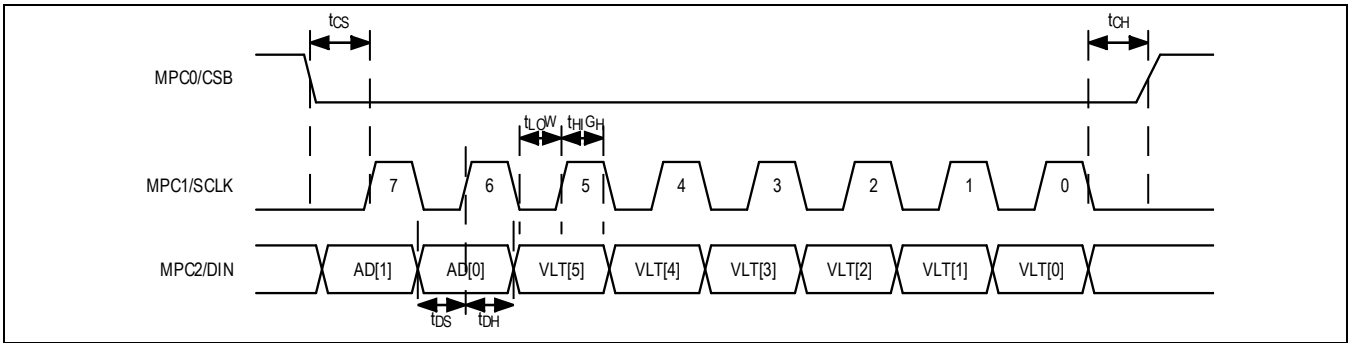 tCS tCH
MPC0/CSB
tLOW tHIGH
MPC1/SCLK 7 6 5 4 3 2 1 0
MPC2/DIN AD[1] AD[0] VLT[5] VLT[4] VLT[3] VLT[2] VLT[1] VLT[0]
tDS tDH